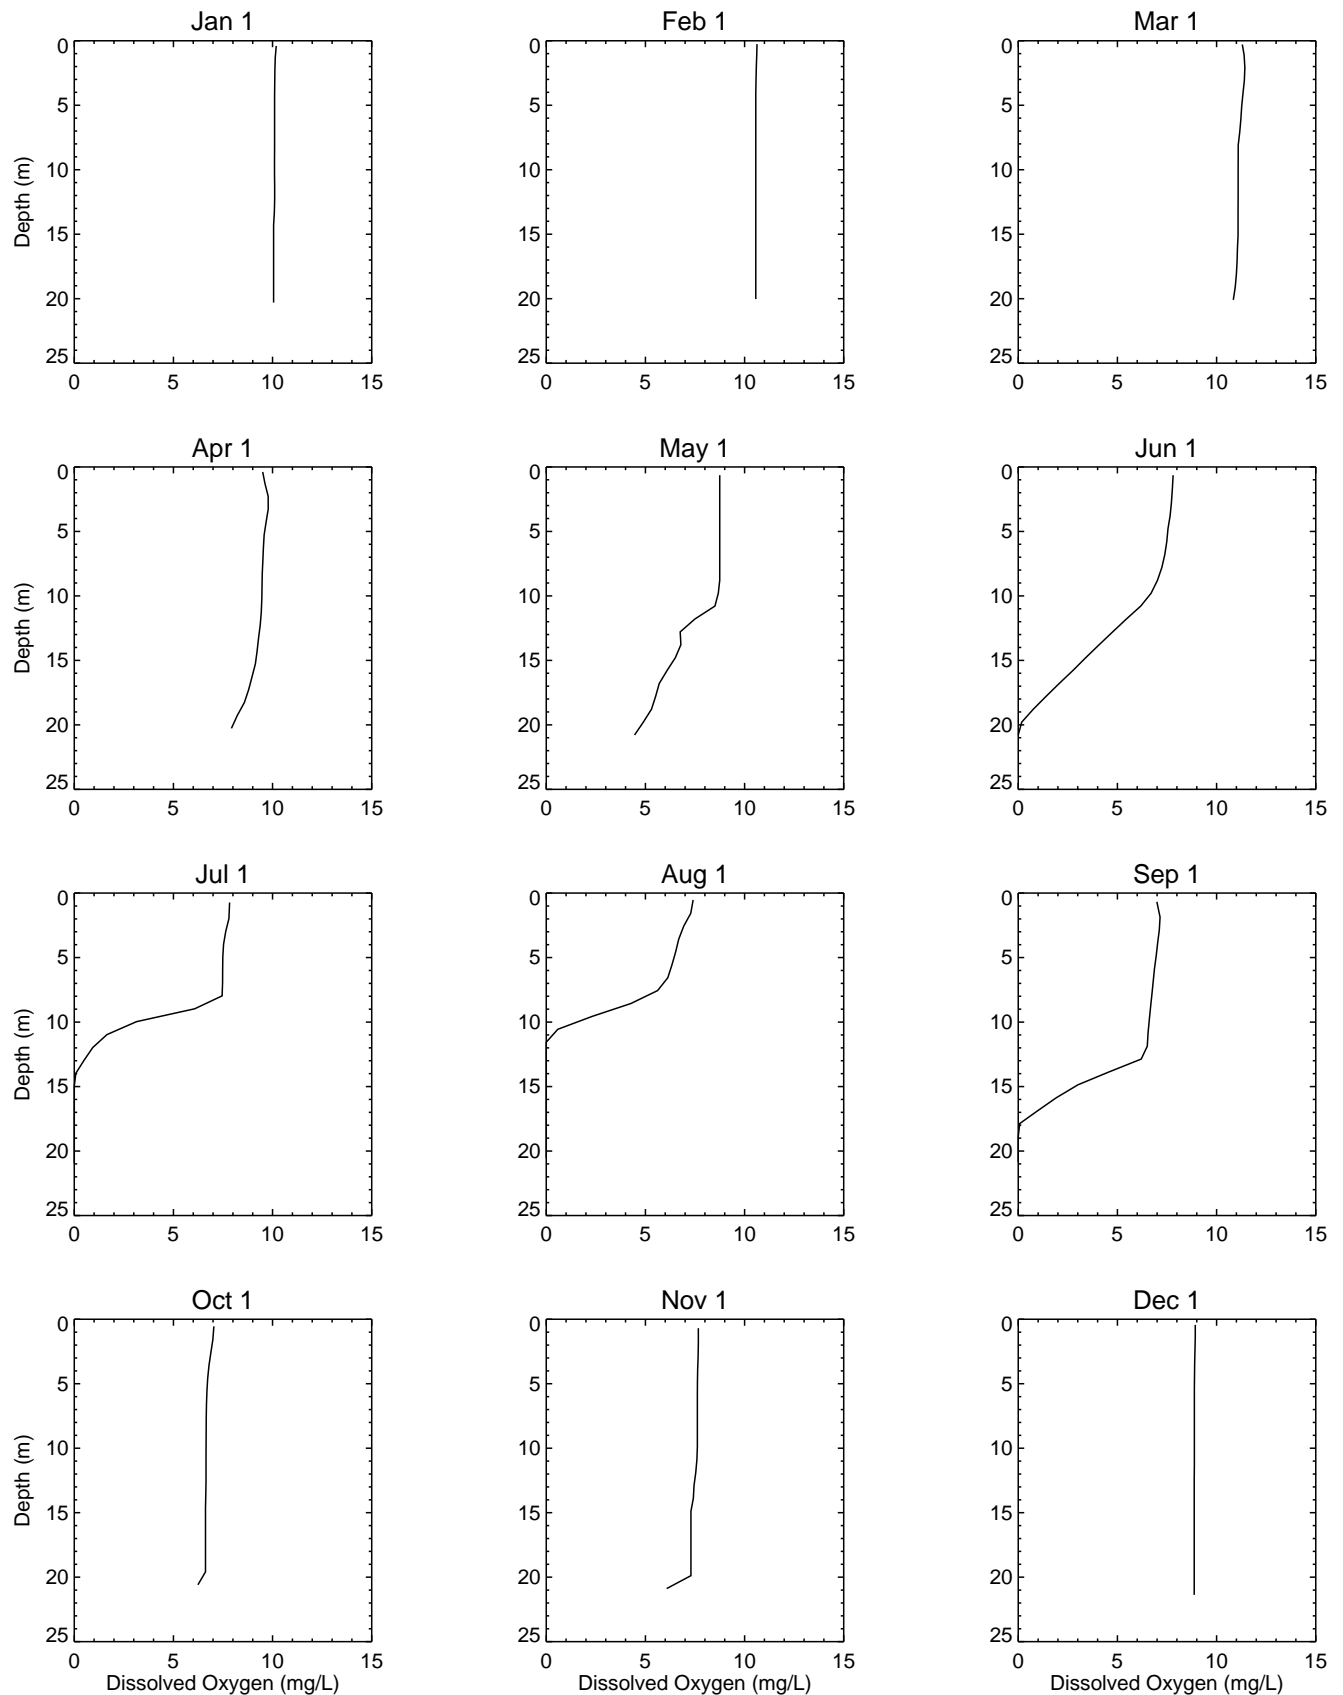 Jan 1 Feb 1 Mar 1
0 0 0
5 5 5
10 10 10
15 15 15
20 20 20
25 25 25
Depth (m)
0 5 10 15 0 5 10 15 0 5 10 15
Apr 1 May 1 Jun 1
0 0 0
5 5 5
10 10 10
15 15 15
20 20 20
25 25 25
Depth (m)
0 5 10 15 0 5 10 15 0 5 10 15
Jul 1 Aug 1 Sep 1
0 0 0
5 5 5
10 10 10
15 15 15
20 20 20
25 25 25
Depth (m)
0 5 10 15 0 5 10 15 0 5 10 15
Oct 1 Nov 1 Dec 1
0 0 0
5 5 5
10 10 10
15 15 15
20 20 20
25 25 25
Depth (m)
0 5 10 15 0 5 10 15 0 5 10 15
Dissolved Oxygen (mg/L) Dissolved Oxygen (mg/L) Dissolved Oxygen (mg/L)